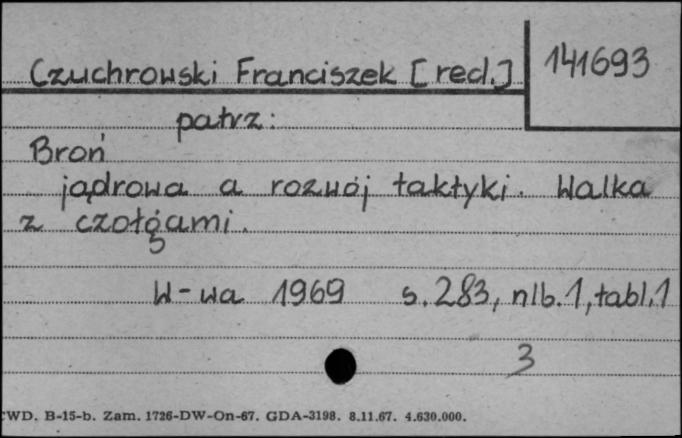 Czuchrowski Franciszek [red.] 141693
patrz:
Broń
jądrowa a rozwój taktyki. Walka
z czołgami.
W-wa 1969 s. 283, nlb. 1, tabl. 1
3
CWD. B-15-b. Zam. 1726-DW-On-67. GDA-3198. 8.11.67. 4.630.000.